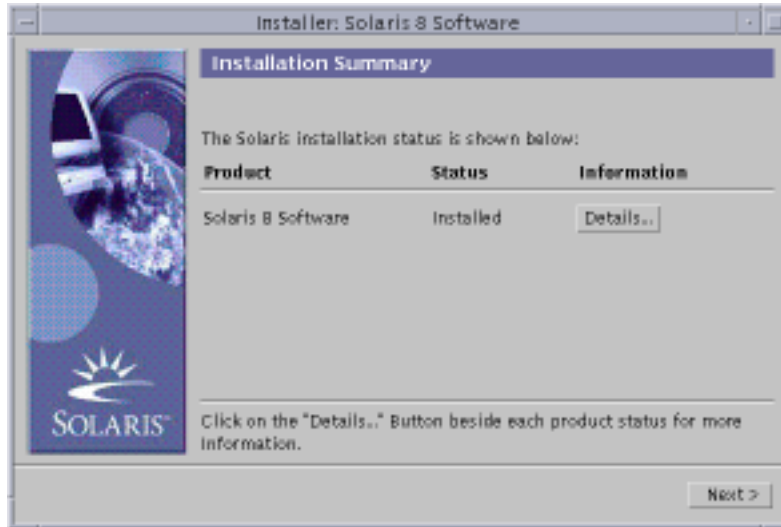 Installer: Solaris 8 Software
Installation Summary
The Solaris installation status is shown below:
Product Status Information
Solaris 8 Software Installed Details...
SOLARIS™
Click on the "Details..." Button beside each product status for more
Information.
Next >